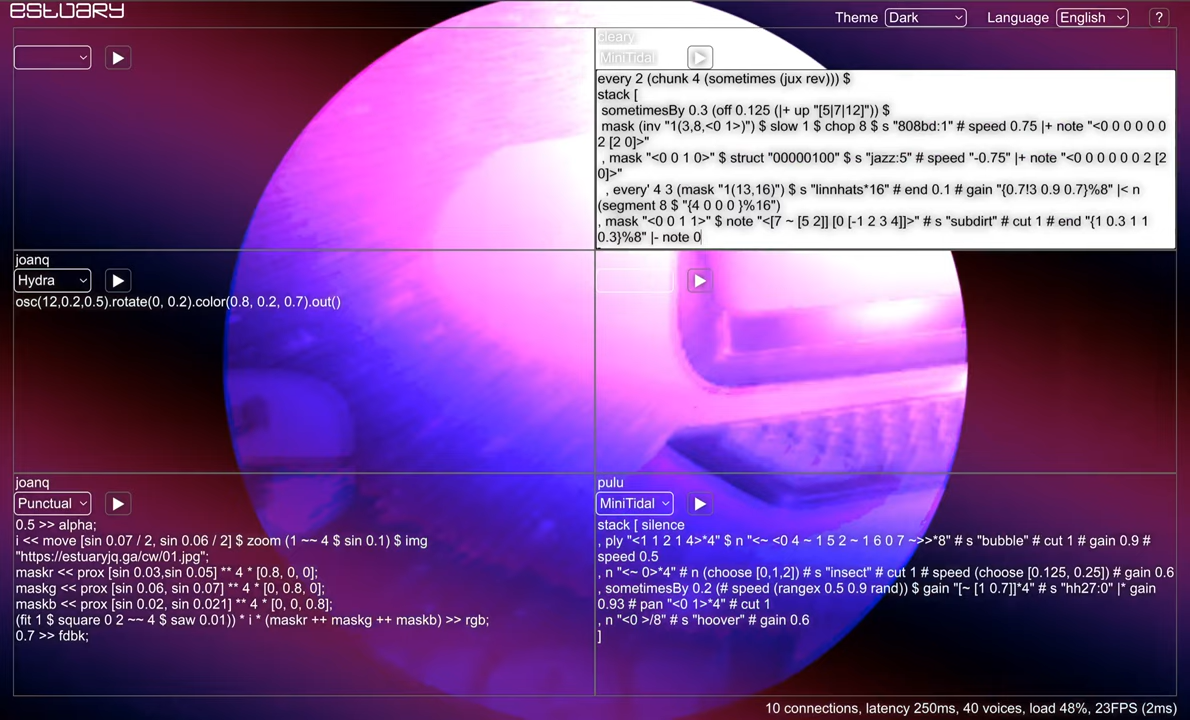 estuary
Theme Dark Language English ?
cleary
MiniTidal
every 2 (chunk 4 (sometimes (jux rev))) $
stack [
sometimesBy 0.3 (off 0.125 (|+ up "[5|7|12]")) $
mask (inv "1(3,8,<0 1>)") $ slow 1 $ chop 8 $ s "808bd:1" # speed 0.75 |+ note "<0 0 0 0 0 0
2 [2 0]>"
, mask "<0 0 1 0>" $ struct "00000100" $ s "jazz:5" # speed "-0.75" |+ note "<0 0 0 0 0 0 2 [2
0]>"
, every' 4 3 (mask "1(13,16)") $ s "linnhats*16" # end 0.1 # gain "{0.7!3 0.9 0.7}%8" |< n
(segment 8 $ "{4 0 0 0 }%16")
, mask "<0 0 1 1>" $ note "<[7 ~ [5 2]] [0 [-1 2 3 4]]>" # s "subdirt" # cut 1 # end "{1 0.3 1 1
0.3}%8" |- note 0
joanq
Hydra
osc(12,0.2,0.5).rotate(0, 0.2).color(0.8, 0.2, 0.7).out()
joanq
Punctual
0.5 >> alpha;
i << move [sin 0.07 / 2, sin 0.06 / 2] $ zoom (1 ~~ 4 $ sin 0.1) $ img
"https://estuaryjq.ga/cw/01.jpg";
maskr << prox [sin 0.03,sin 0.05] ** 4 * [0.8, 0, 0];
maskg << prox [sin 0.06, sin 0.07] ** 4 * [0, 0.8, 0];
maskb << prox [sin 0.02, sin 0.021] ** 4 * [0, 0, 0.8];
(fit 1 $ square 0 2 ~~ 4 $ saw 0.01)) * i * (maskr ++ maskg ++ maskb) >> rgb;
0.7 >> fdbk;
pulu
MiniTidal
stack [ silence
, ply "<1 1 2 1 4>*4" $ n "<~ <0 4 ~ 1 5 2 ~ 1 6 0 7 ~>>*8" # s "bubble" # cut 1 # gain 0.9 #
speed 0.5
, n "<~ 0>*4" # n (choose [0,1,2]) # s "insect" # cut 1 # speed (choose [0.125, 0.25]) # gain 0.6
, sometimesBy 0.2 (# speed (rangex 0.5 0.9 rand)) $ gain "[~ [1 0.7]]*4" # s "hh27:0" |* gain
0.93 # pan "<0 1>*4" # cut 1
, n "<0 >/8" # s "hoover" # gain 0.6
]
10 connections, latency 250ms, 40 voices, load 48%, 23FPS (2ms)